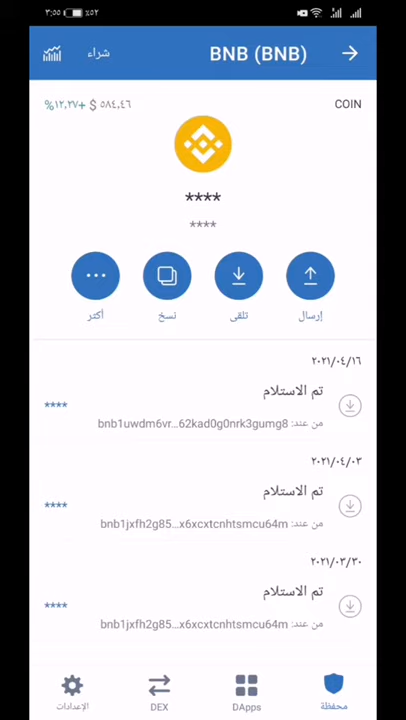 ٣:٥٥ ٪٥٢
BNB (BNB) شراء
COIN ٥٨٤,٤٦ $ +١٢,٢٧%
****
****
إرسال تلقى نسخ أكثر
٢٠٢١/٠٤/١٦
تم الاستلام
****
من عند: bnb1uwdm6vr...62kad0g0nrk3gumg8
٢٠٢١/٠٤/٠٣
تم الاستلام
****
من عند: bnb1jxfh2g85...x6xcxtcnhtsmcu64m
٢٠٢١/٠٣/٣٠
تم الاستلام
****
من عند: bnb1jxfh2g85...x6xcxtcnhtsmcu64m
محفظة DApps DEX الإعدادات